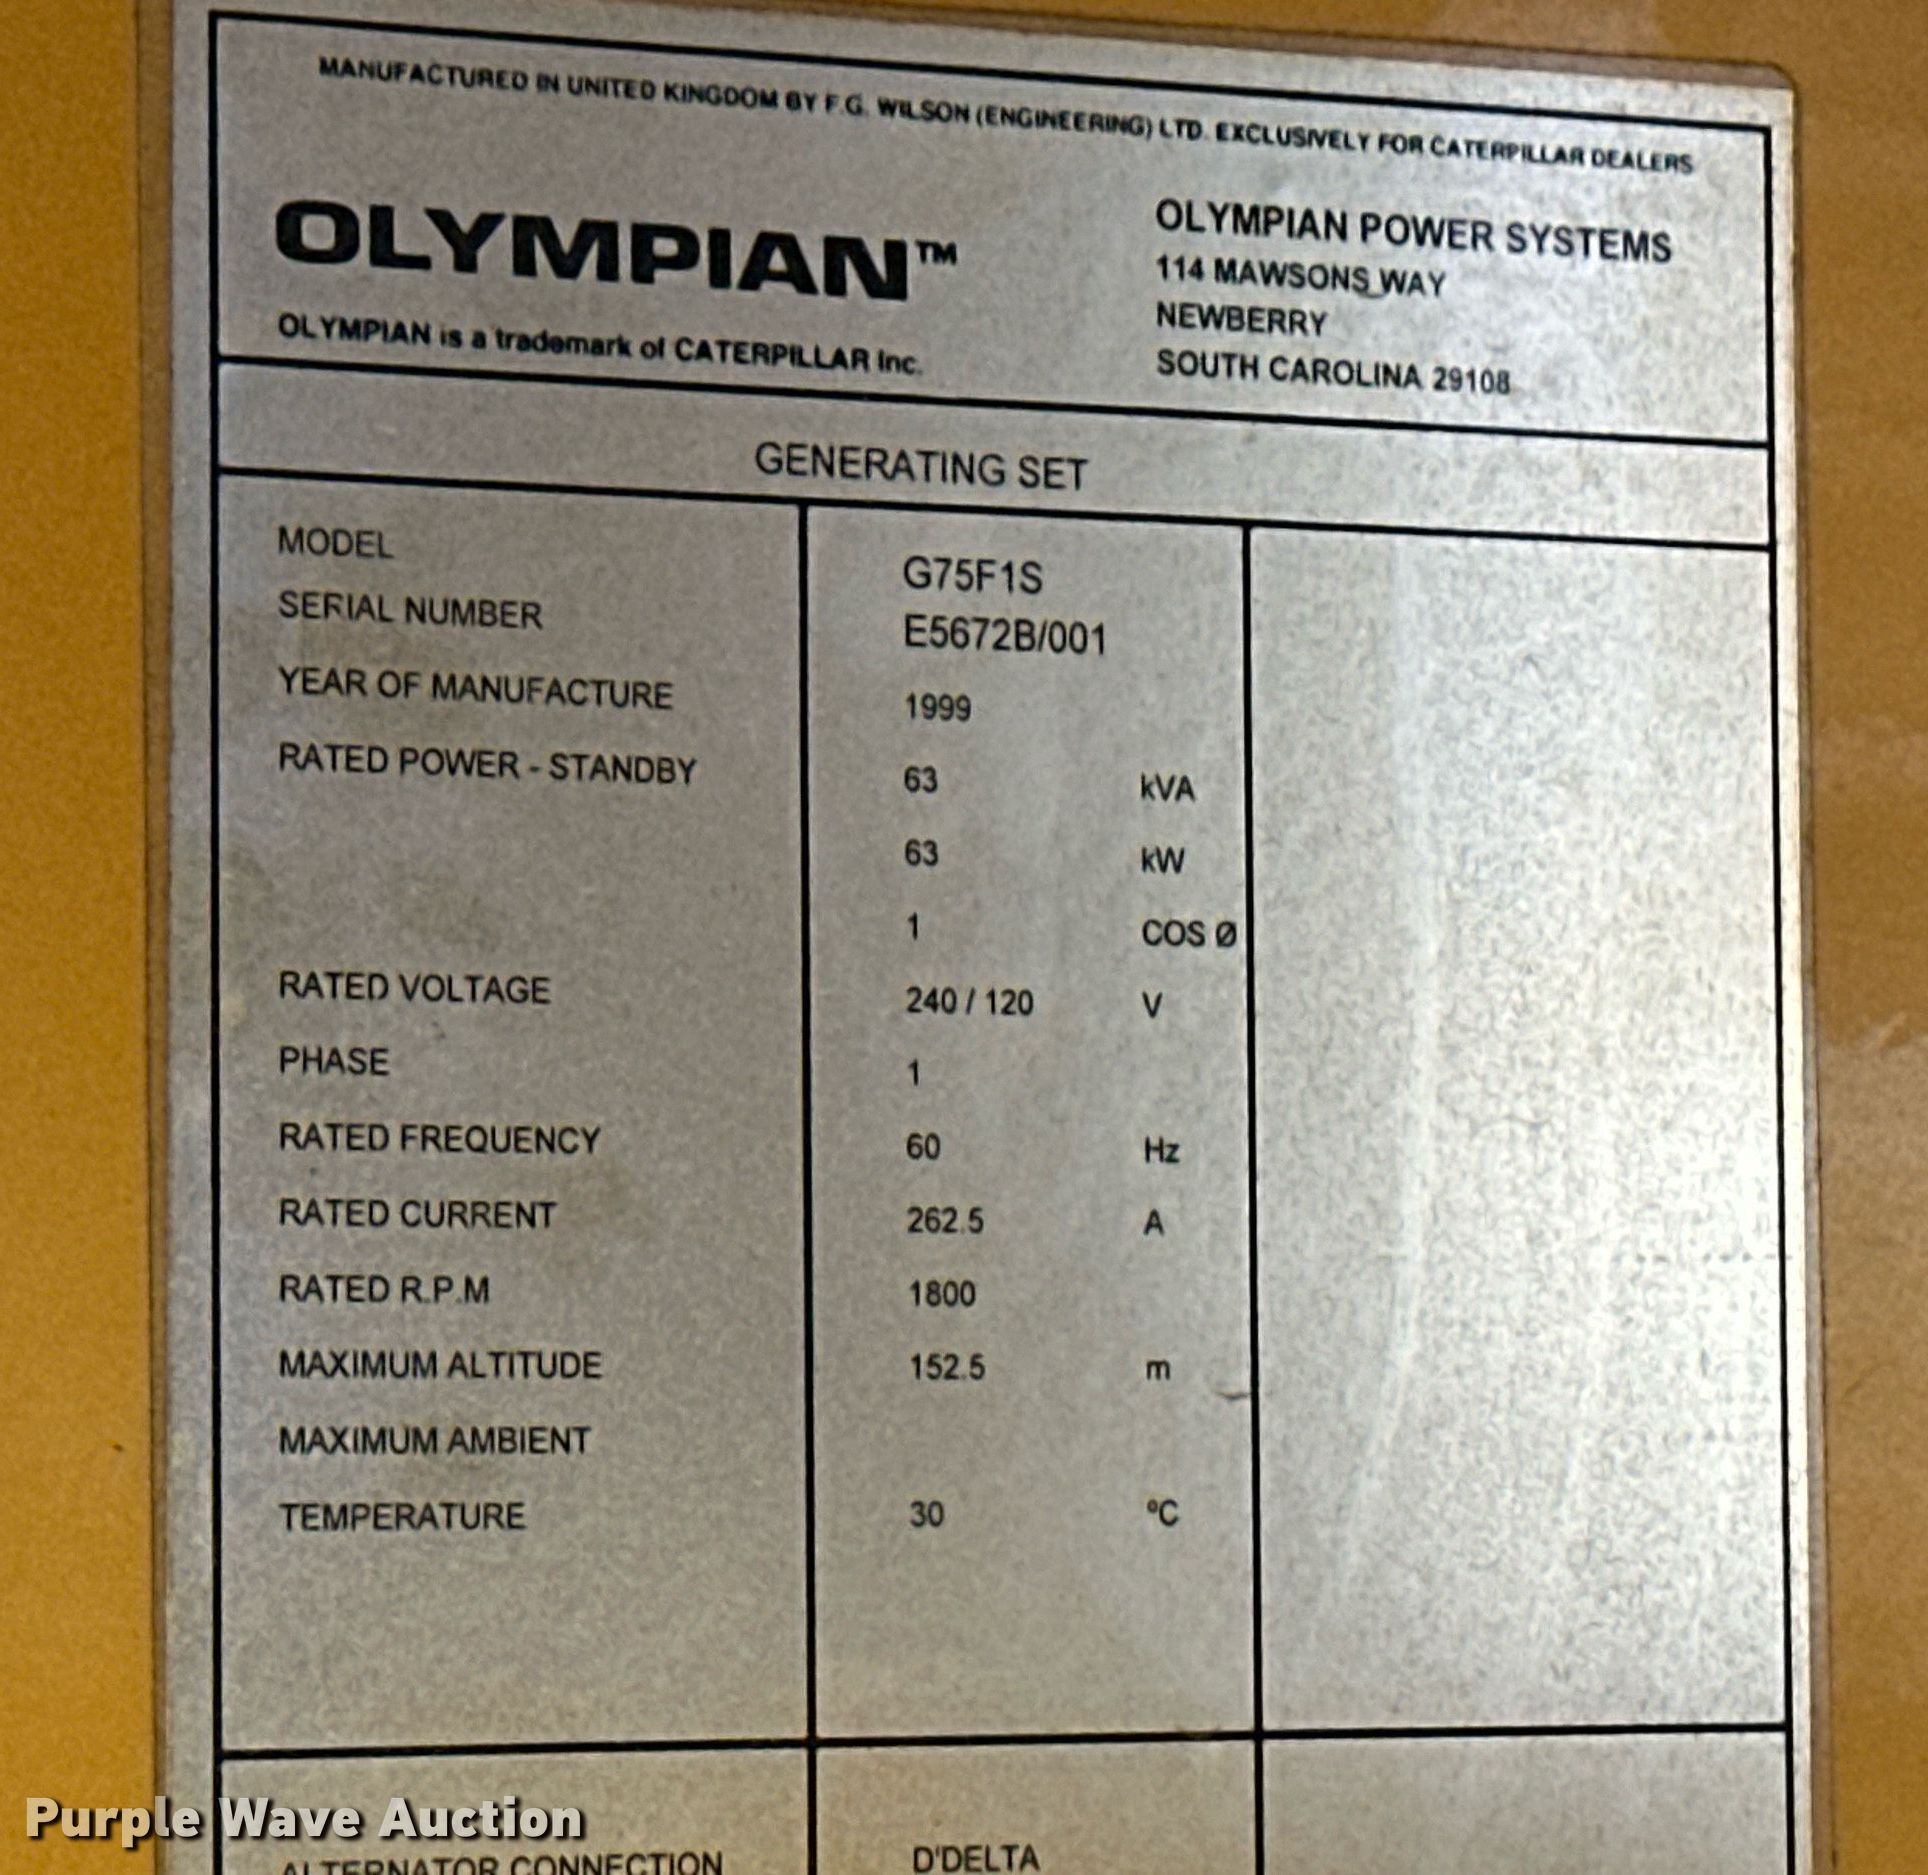 MANUFACTURED IN UNITED KINGDOM BY F.G. WILSON (ENGINEERING) LTD. EXCLUSIVELY FOR CATERPILLAR DEALERS
OLYMPIAN™
OLYMPIAN is a trademark of CATERPILLAR Inc.
OLYMPIAN POWER SYSTEMS
114 MAWSONS WAY
NEWBERRY
SOUTH CAROLINA 29108
GENERATING SET
MODEL G75F1S
SERIAL NUMBER E5672B/001
YEAR OF MANUFACTURE 1999
RATED POWER - STANDBY 63 kVA
63 kW
1 COS Ø
RATED VOLTAGE 240 / 120 V
PHASE 1
RATED FREQUENCY 60 Hz
RATED CURRENT 262.5 A
RATED R.P.M 1800
MAXIMUM ALTITUDE 152.5 m
MAXIMUM AMBIENT
TEMPERATURE 30 ºC
ALTERNATOR CONNECTION D'DELTA
Purple Wave Auction